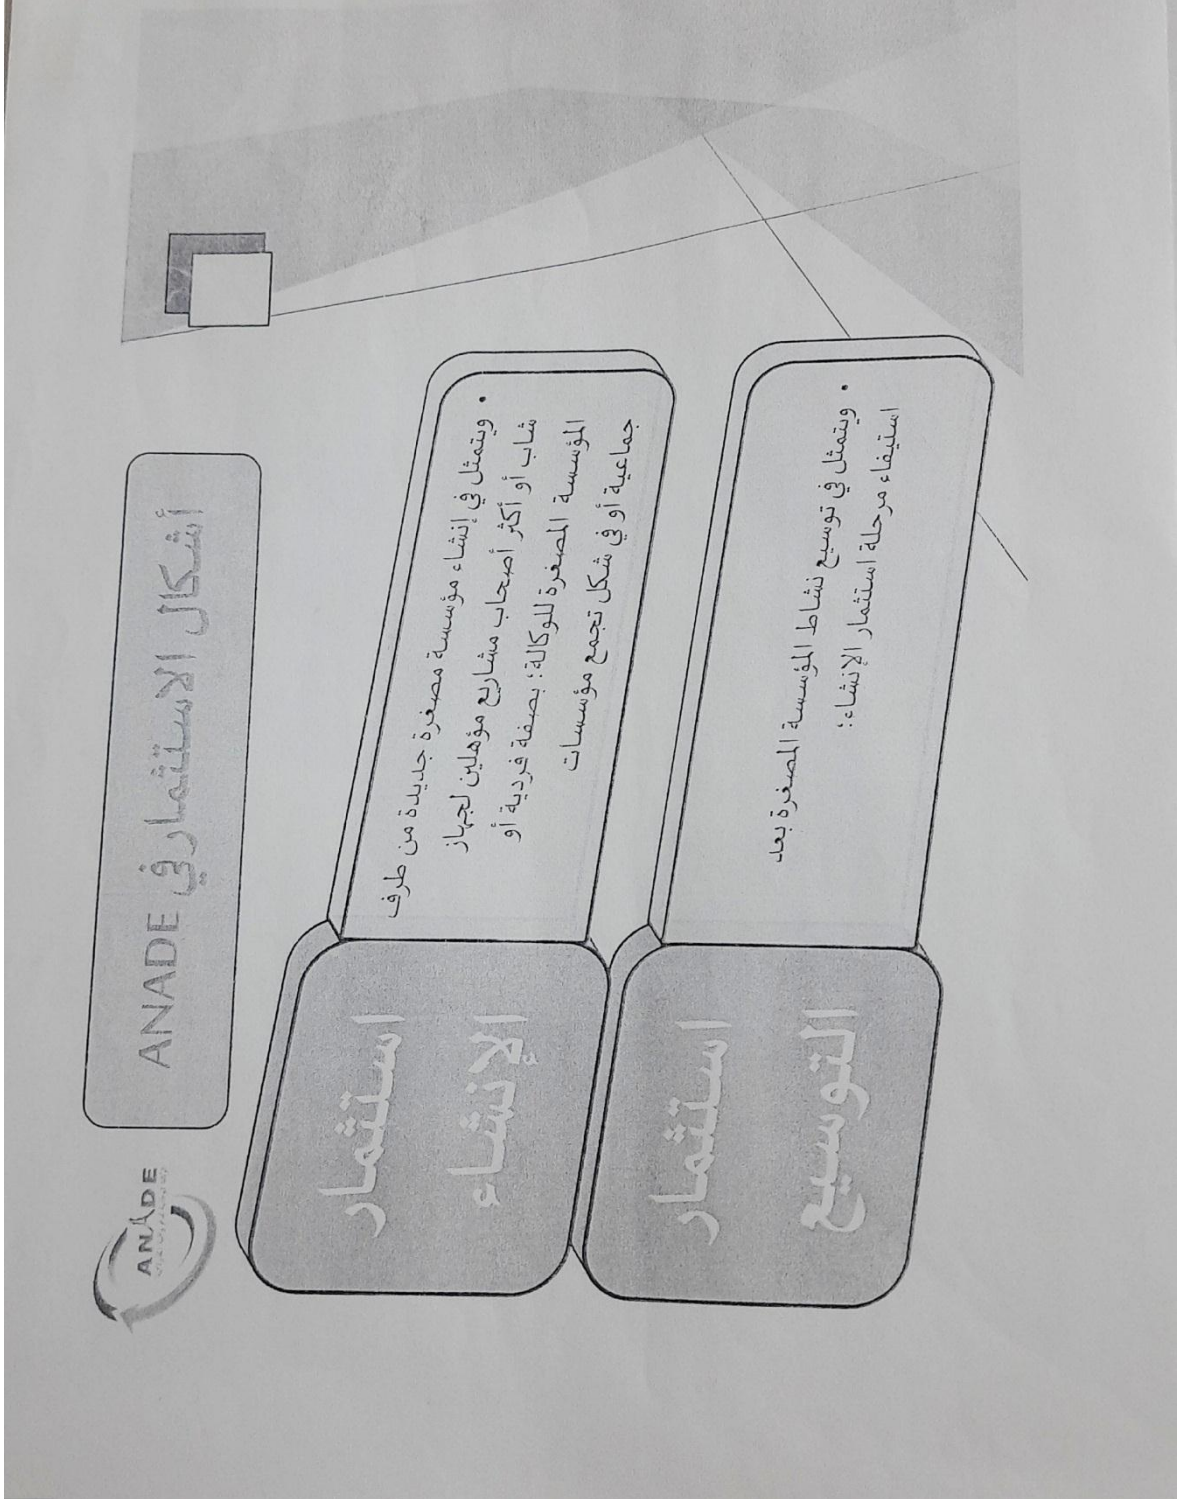 ANADE
أشكال الاستثمار في ANADE
استثمار
الإنشاء
• ويتمثل في إنشاء مؤسسة مصغرة جديدة من طرف
شاب أو أكثر أصحاب مشاريع مؤهلين لجهاز
المؤسسة المصغرة للوكالة؛ بصفة فردية أو
جماعية أو في شكل تجمع مؤسسات
استثمار
التوسيع
• ويتمثل في توسيع نشاط المؤسسة المصغرة بعد
استيفاء مرحلة استثمار الإنشاء؛